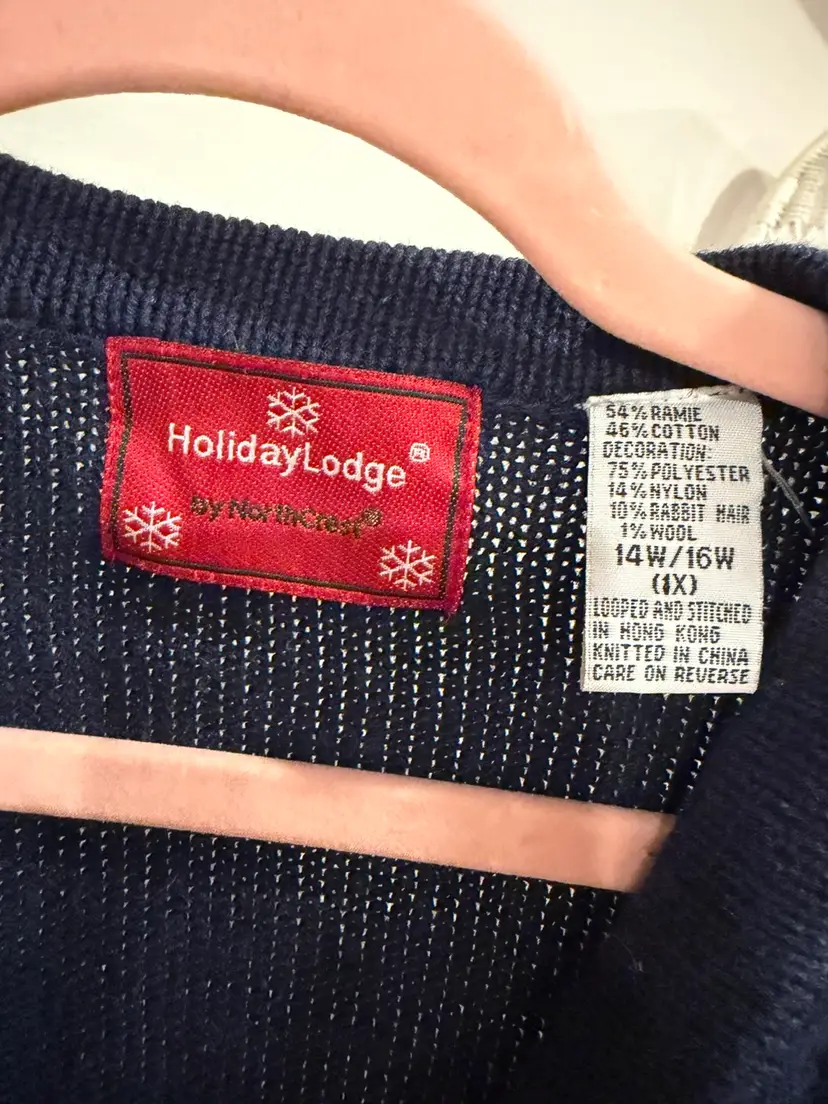 HolidayLodge®
By NorthCrest®
54% RAMIE
46% COTTON
DECORATION:
75% POLYESTER
14% NYLON
10% RABBIT HAIR
1% WOOL
14W/16W
(1X)
LOOPED AND STITCHED
IN HONG KONG
KNITTED IN CHINA
CARE ON REVERSE